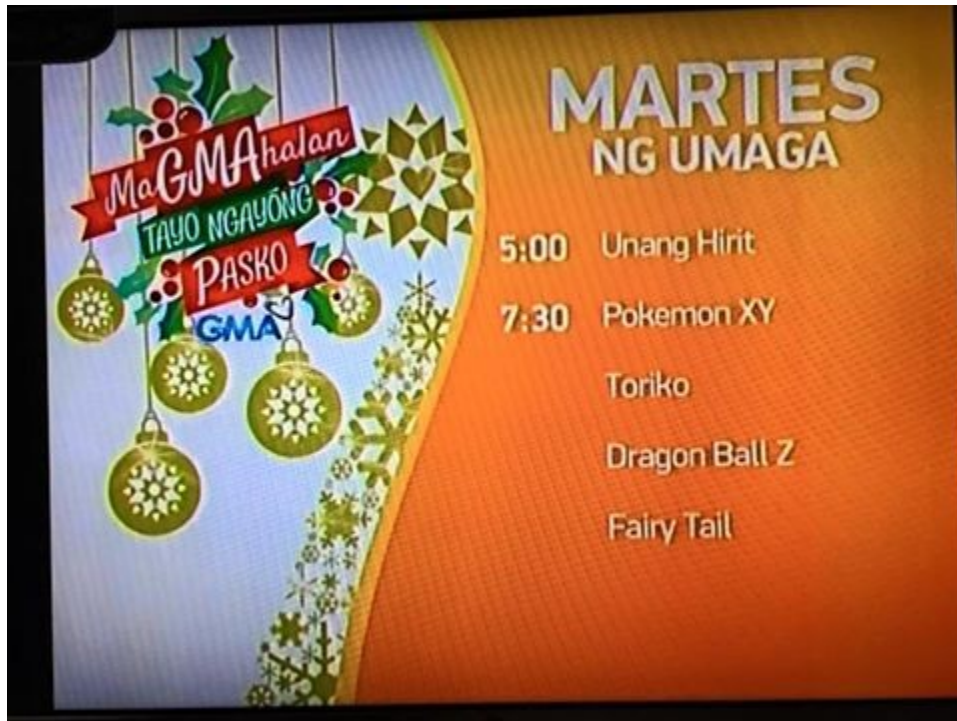 MaGMAhalan
TAYO NGAYONG
PASKO
GMA
MARTES
NG UMAGA
5:00 Unang Hirit
7:30 Pokemon XY
Toriko
Dragon Ball Z
Fairy Tail